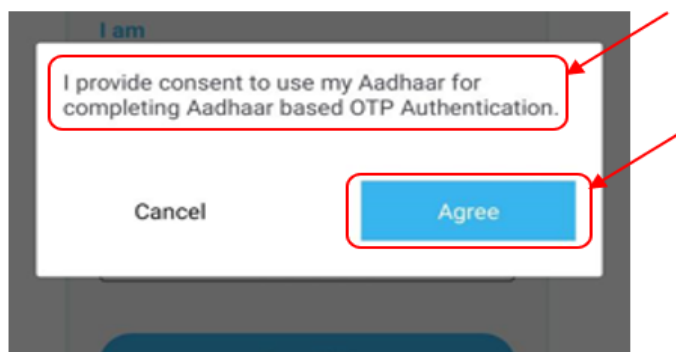 I am
I provide consent to use my Aadhaar for
completing Aadhaar based OTP Authentication.
Cancel Agree